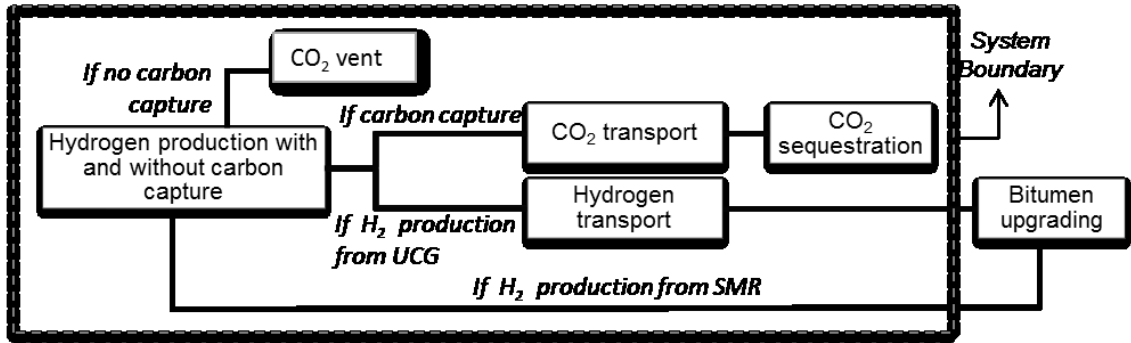 CO₂ vent
System
Boundary
If no carbon
capture
If carbon capture
CO₂ transport
CO₂
sequestration
Hydrogen production with
and without carbon
capture
Hydrogen
transport
Bitumen
upgrading
If H₂ production
from UCG
If H₂ production from SMR